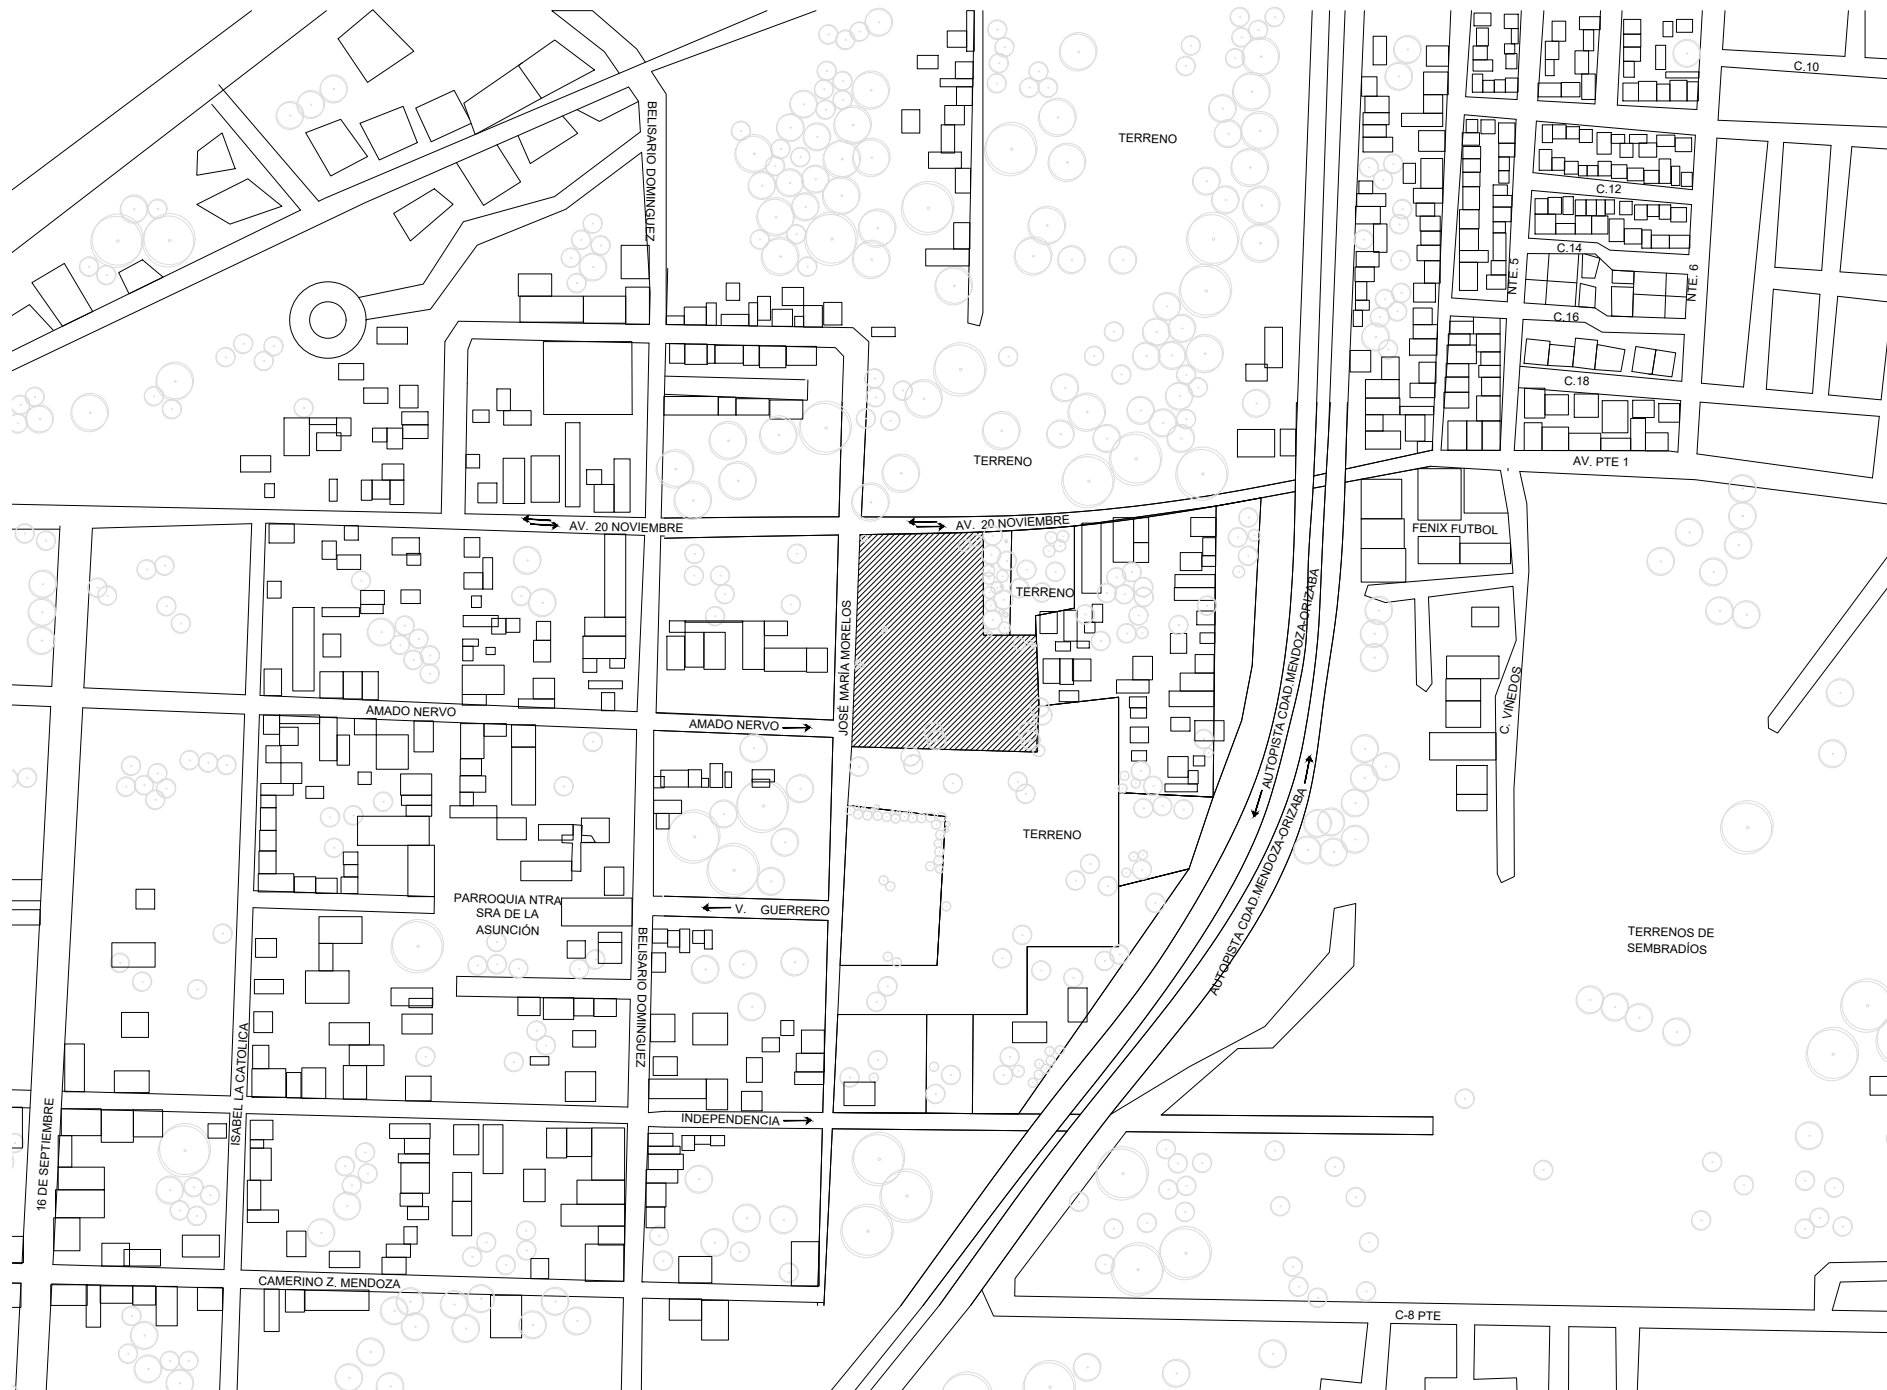 C.10
TERRENO
BELISARIO DOMINGUEZ
C.12
C.14
NTE. 5
NTE. 6
C.16
C.18
TERRENO
AV. PTE 1
AV. 20 NOVIEMBRE
AV. 20 NOVIEMBRE
FENIX FUTBOL
TERRENO
JOSÉ MARÍA MORELOS
AUTOPISTA CDAD.MENDOZA-ORIZABA
AMADO NERVO
AMADO NERVO
C. VIÑEDOS
TERRENO
AUTOPISTA CDAD.MENDOZA-ORIZABA
PARROQUIA NTRA
SRA DE LA
ASUNCIÓN
V. GUERRERO
BELISARIO DOMINGUEZ
TERRENOS DE
SEMBRADÍOS
ISABEL LA CATOLICA
16 DE SEPTIEMBRE
INDEPENDENCIA
CAMERINO Z. MENDOZA
C-8 PTE